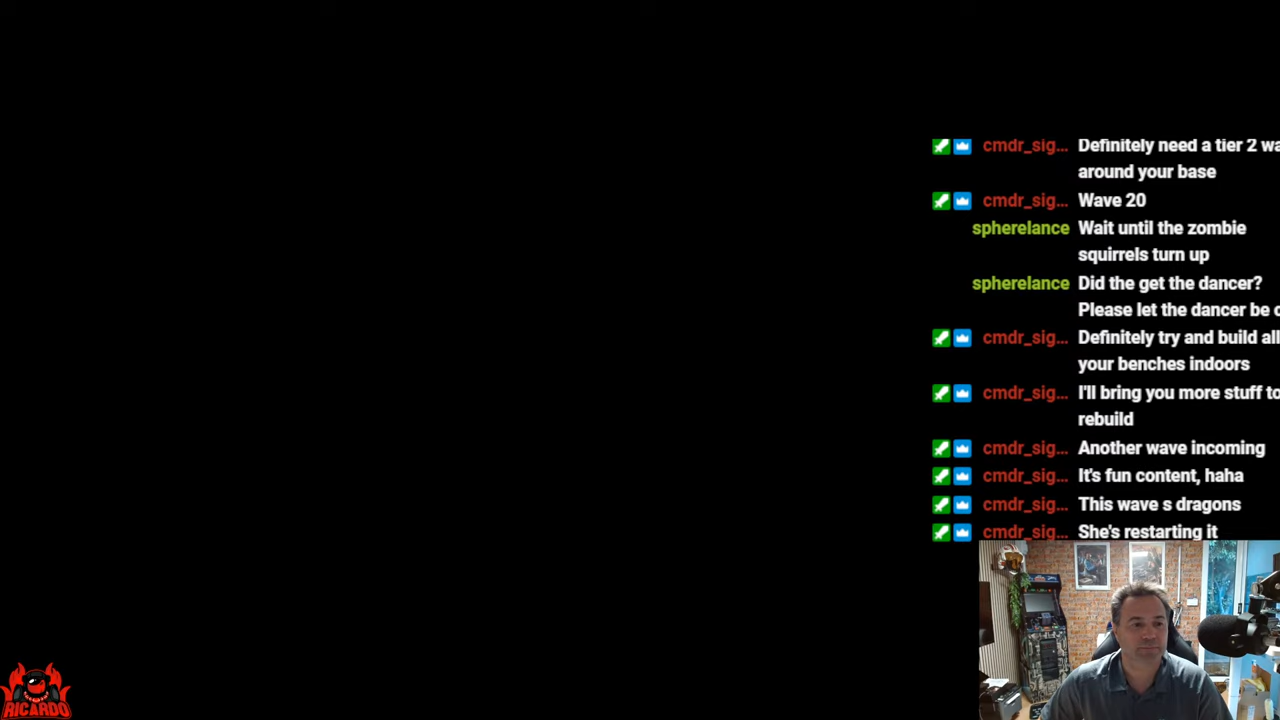 cmdr_sig... Definitely need a tier 2
around your base
cmdr_sig... Wave 20
spherelance Wait until the zombie
squirrels turn up
spherelance Did the get the dancer?
Please let the dancer be
cmdr_sig... Definitely try and build all
your benches indoors
cmdr_sig... I'll bring you more stuff to
rebuild
cmdr_sig... Another wave incoming
cmdr_sig... It's fun content, haha
cmdr_sig... This wave s dragons
cmdr_sig... She's restarting it
RICARDO